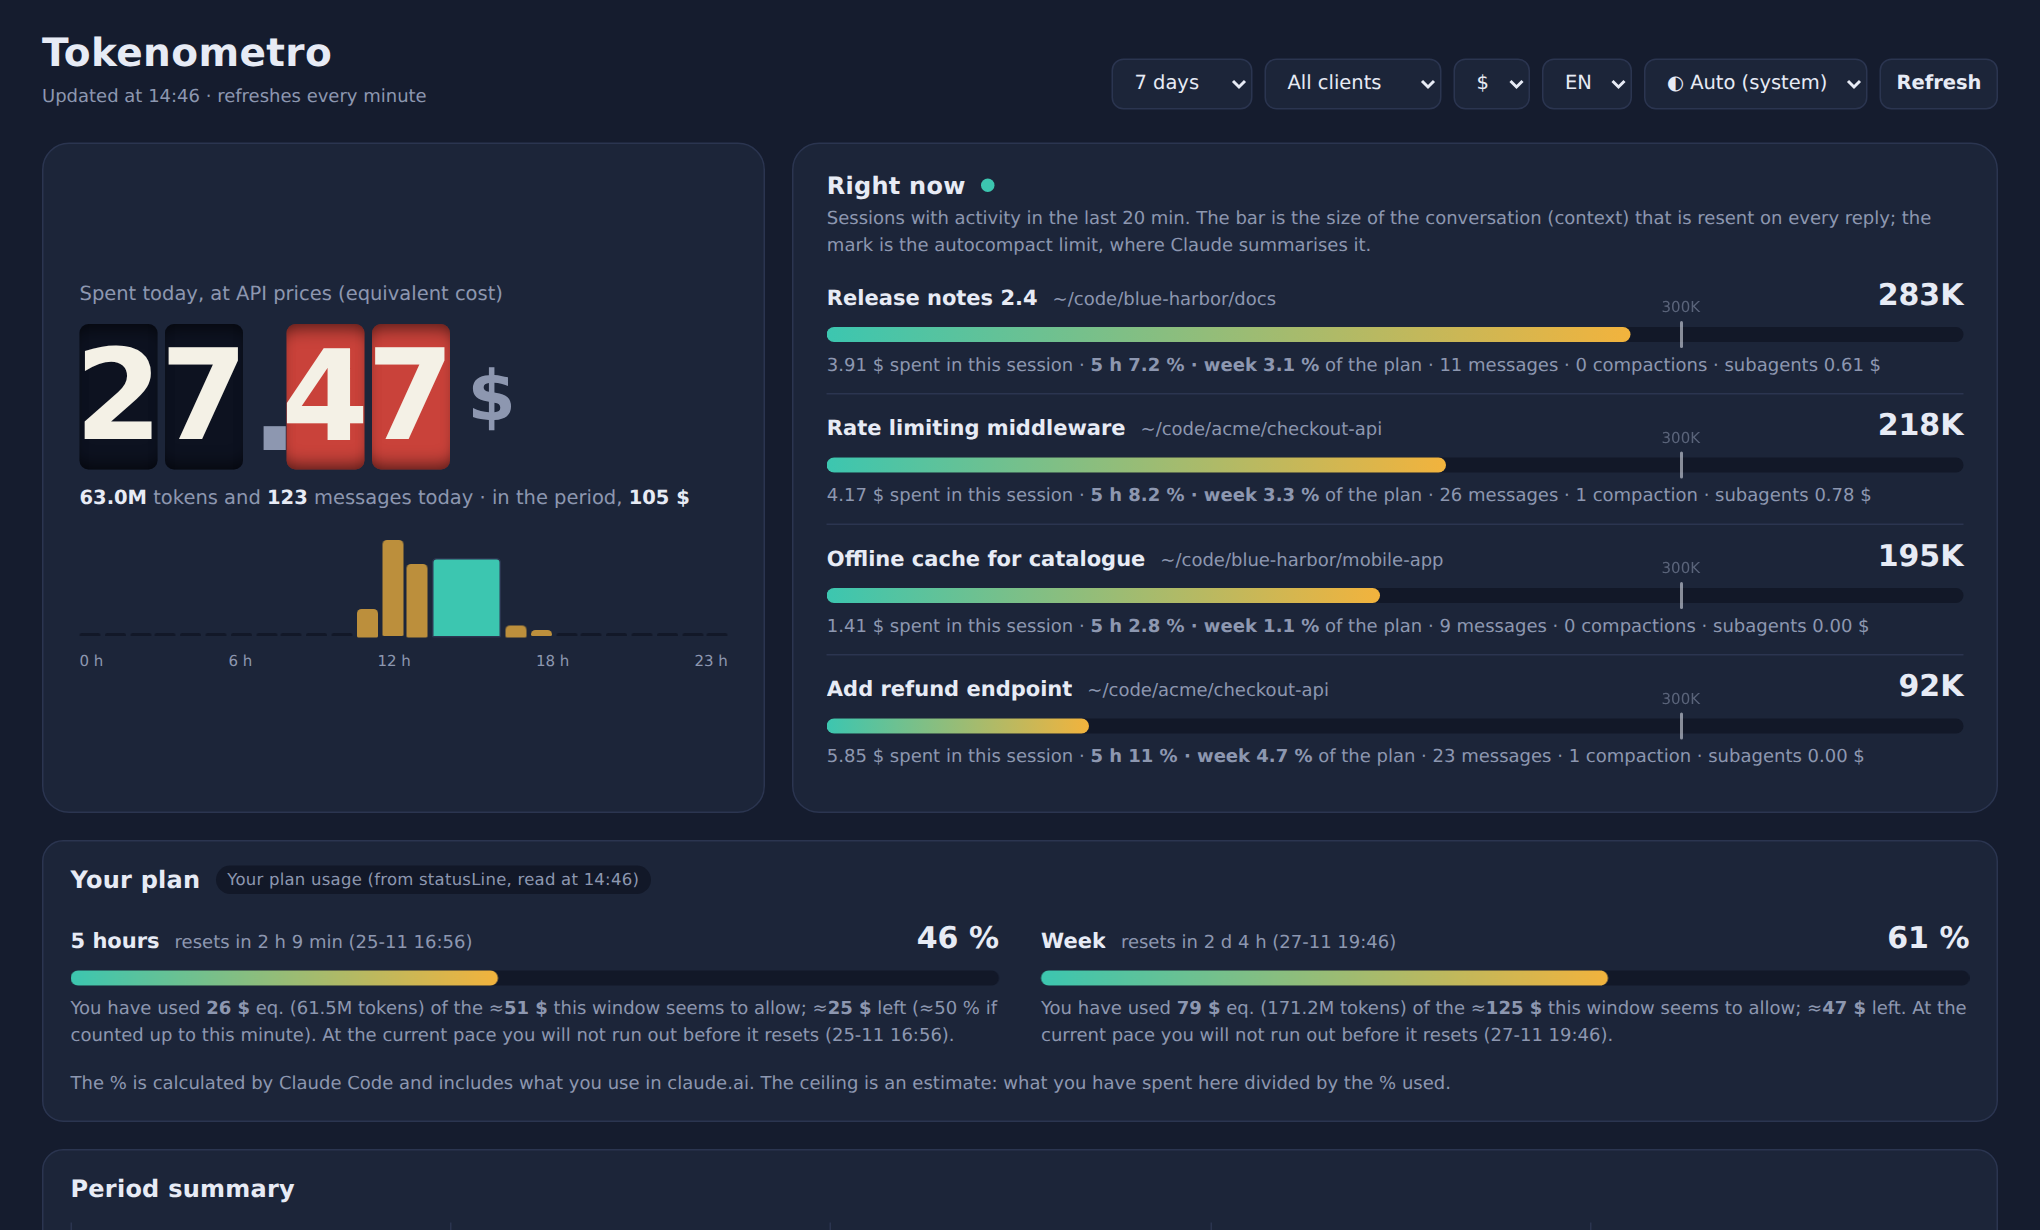 Tokenometro
Updated at 14:46 · refreshes every minute
7 days
All clients
$
EN
◐ Auto (system)
Refresh
Spent today, at API prices (equivalent cost)
27.47 $
63.0M tokens and 123 messages today · in the period, 105 $
0 h 6 h 12 h 18 h 23 h
Right now
Sessions with activity in the last 20 min. The bar is the size of the conversation (context) that is resent on every reply; the
mark is the autocompact limit, where Claude summarises it.
Release notes 2.4 ~/code/blue-harbor/docs 300K 283K
3.91 $ spent in this session · 5 h 7.2 % · week 3.1 % of the plan · 11 messages · 0 compactions · subagents 0.61 $
Rate limiting middleware ~/code/acme/checkout-api 300K 218K
4.17 $ spent in this session · 5 h 8.2 % · week 3.3 % of the plan · 26 messages · 1 compaction · subagents 0.78 $
Offline cache for catalogue ~/code/blue-harbor/mobile-app 300K 195K
1.41 $ spent in this session · 5 h 2.8 % · week 1.1 % of the plan · 9 messages · 0 compactions · subagents 0.00 $
Add refund endpoint ~/code/acme/checkout-api 300K 92K
5.85 $ spent in this session · 5 h 11 % · week 4.7 % of the plan · 23 messages · 1 compaction · subagents 0.00 $
Your plan Your plan usage (from statusLine, read at 14:46)
5 hours resets in 2 h 9 min (25-11 16:56) 46 %
You have used 26 $ eq. (61.5M tokens) of the ≈51 $ this window seems to allow; ≈25 $ left (≈50 % if
counted up to this minute). At the current pace you will not run out before it resets (25-11 16:56).
Week resets in 2 d 4 h (27-11 19:46) 61 %
You have used 79 $ eq. (171.2M tokens) of the ≈125 $ this window seems to allow; ≈47 $ left. At the
current pace you will not run out before it resets (27-11 19:46).
The % is calculated by Claude Code and includes what you use in claude.ai. The ceiling is an estimate: what you have spent here divided by the % used.
Period summary